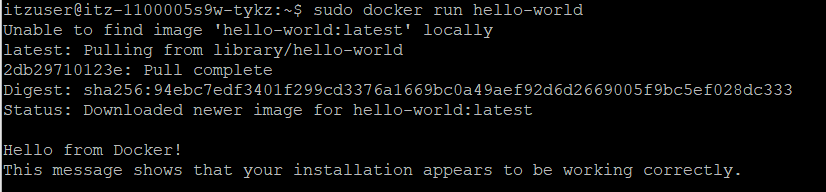 itzuser@itz-1100005s9w-tykz:~$ sudo docker run hello-world
Unable to find image 'hello-world:latest' locally
latest: Pulling from library/hello-world
2db29710123e: Pull complete
Digest: sha256:94ebc7edf3401f299cd3376a1669bc0a49aef92d6d2669005f9bc5ef028dc333
Status: Downloaded newer image for hello-world:latest
Hello from Docker!
This message shows that your installation appears to be working correctly.